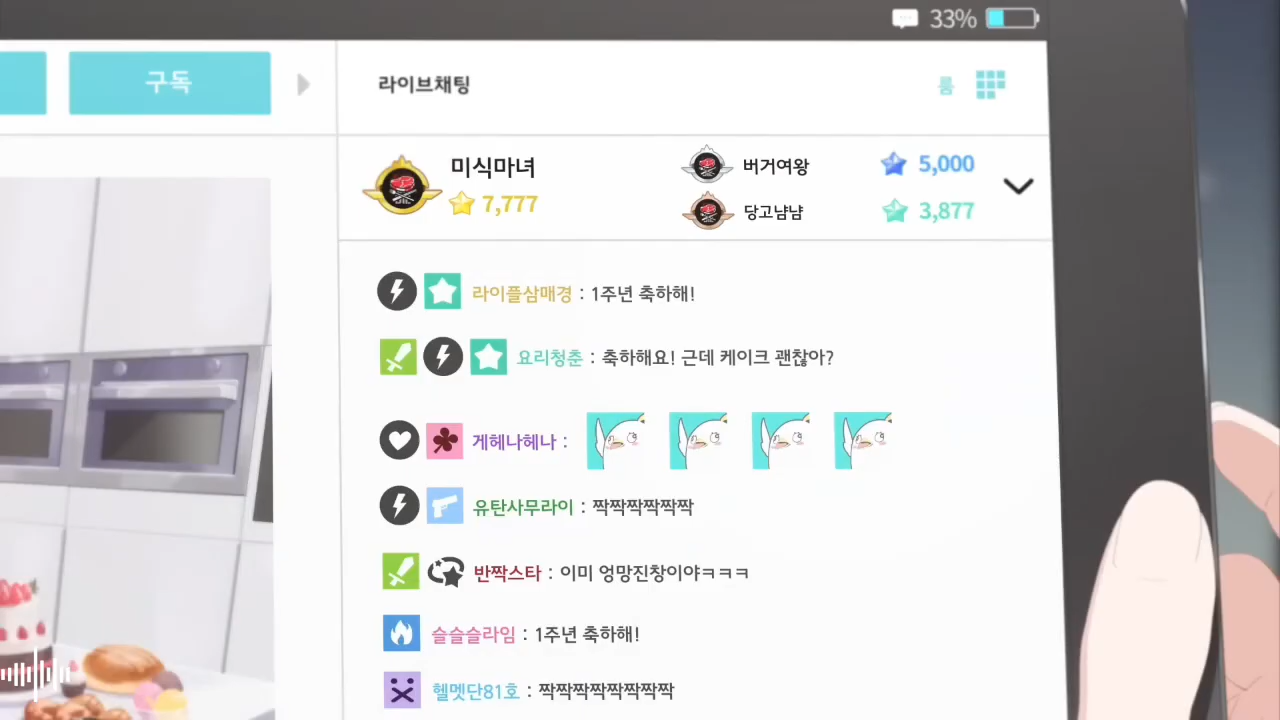 33%
구독
라이브채팅
룸
미식마녀
7,777
버거여왕
5,000
당고냠냠
3,877
라이플삼매경 : 1주년 축하해!
요리청춘 : 축하해요! 근데 케이크 괜찮아?
게헤나헤나 :
유탄사무라이 : 짝짝짝짝짝짝
반짝스타 : 이미 엉망진창이야ㅋㅋㅋ
슬슬슬라임 : 1주년 축하해!
헬멧단81호 : 짝짝짝짝짝짝짝짝